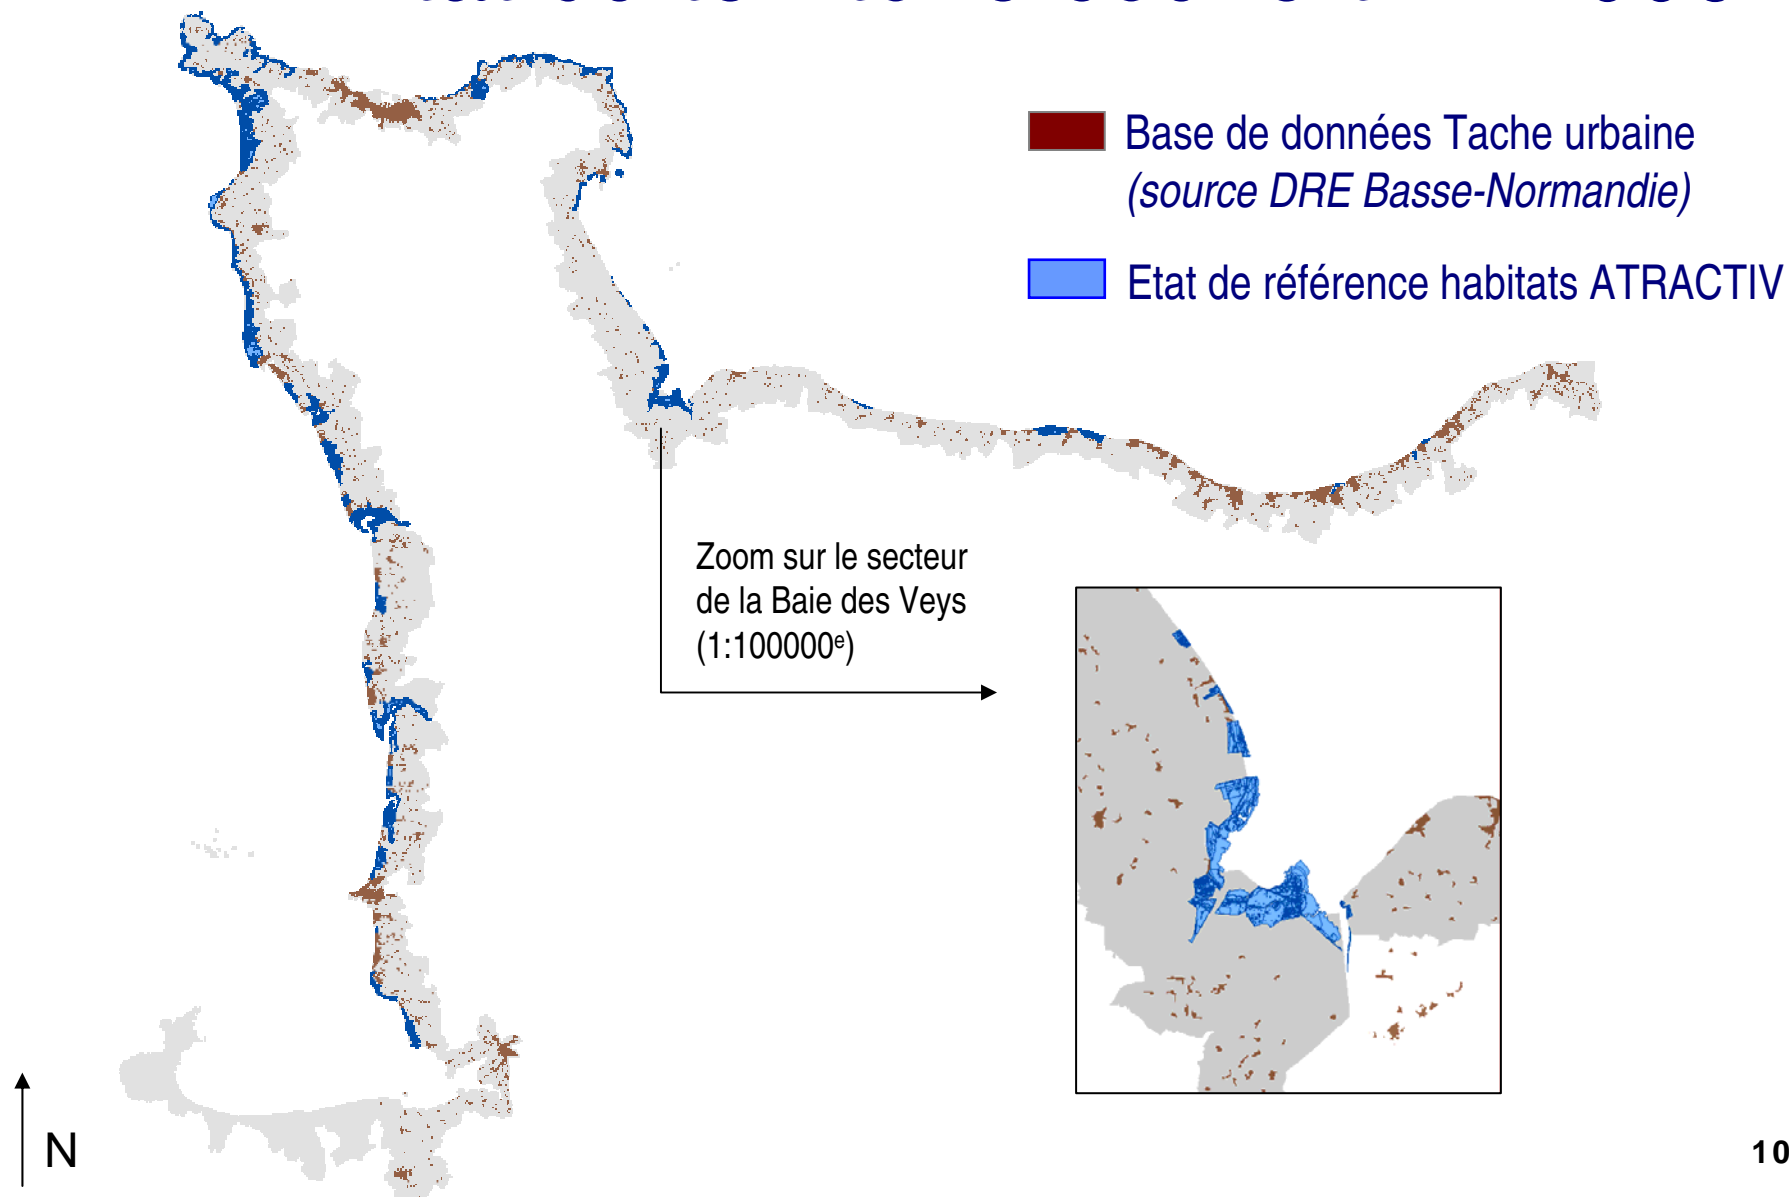 Base de données Tache urbaine
(source DRE Basse-Normandie)
Etat de référence habitats ATRACTIV
Zoom sur le secteur
de la Baie des Veys
(1:100000e)
N
10